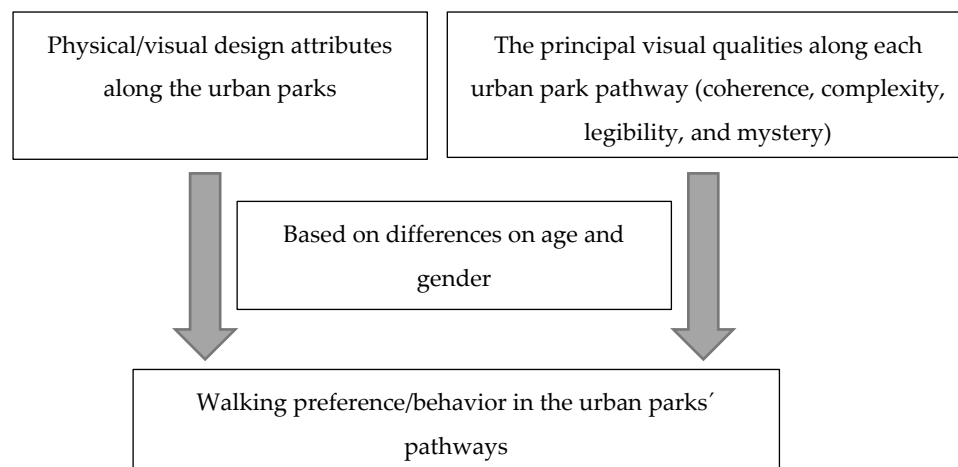 Physical/visual design attributes
along the urban parks
The principal visual qualities along each
urban park pathway (coherence, complexity,
legibility, and mystery)
Based on differences on age and
gender
Walking preference/behavior in the urban parks´
pathways